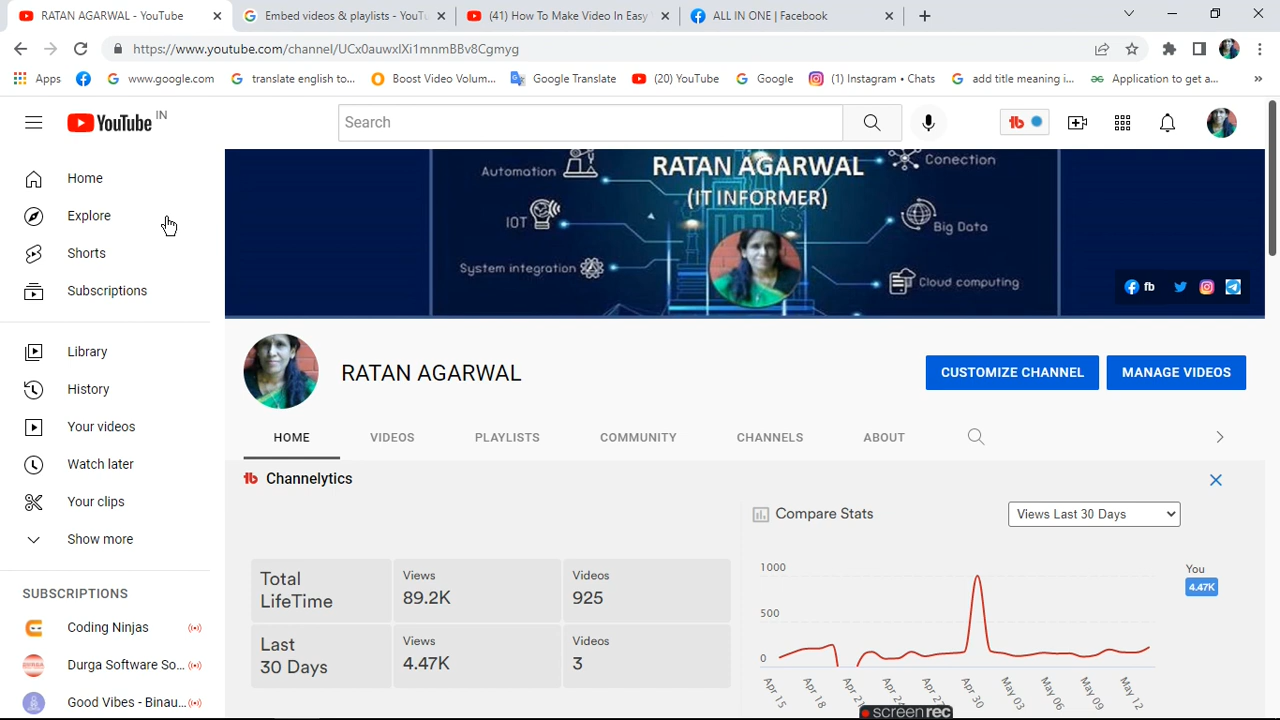 RATAN AGARWAL - YouTube
Embed videos & playlists - YouTu
(41) How To Make Video In Easy
ALL IN ONE | Facebook
https://www.youtube.com/channel/UCx0auwxlXi1mnmBBv8Cgmyg
Apps
www.google.com
translate english to...
Boost Video Volum...
Google Translate
(20) YouTube
Google
(1) Instagram • Chats
add title meaning i...
Application to get a...
»
YouTube IN
Search
Home
Explore
Shorts
Subscriptions
Library
History
Your videos
Watch later
Your clips
Show more
SUBSCRIPTIONS
Coding Ninjas
Durga Software So...
Good Vibes - Binau...
Automation
RATAN AGARWAL
Conection
(IT INFORMER)
IOT
Big Data
System integration
Cloud computing
fb
RATAN AGARWAL
CUSTOMIZE CHANNEL
MANAGE VIDEOS
HOME
VIDEOS
PLAYLISTS
COMMUNITY
CHANNELS
ABOUT
tb Channelytics
Compare Stats
Views Last 30 Days
Total LifeTime
Views
89.2K
Videos
925
Last 30 Days
Views
4.47K
Videos
3
1000
500
0
You
4.47K
Apr 15
Apr 18
Apr 21
Apr 24
Apr 27
Apr 30
May 03
May 06
May 09
May 12
screenrec